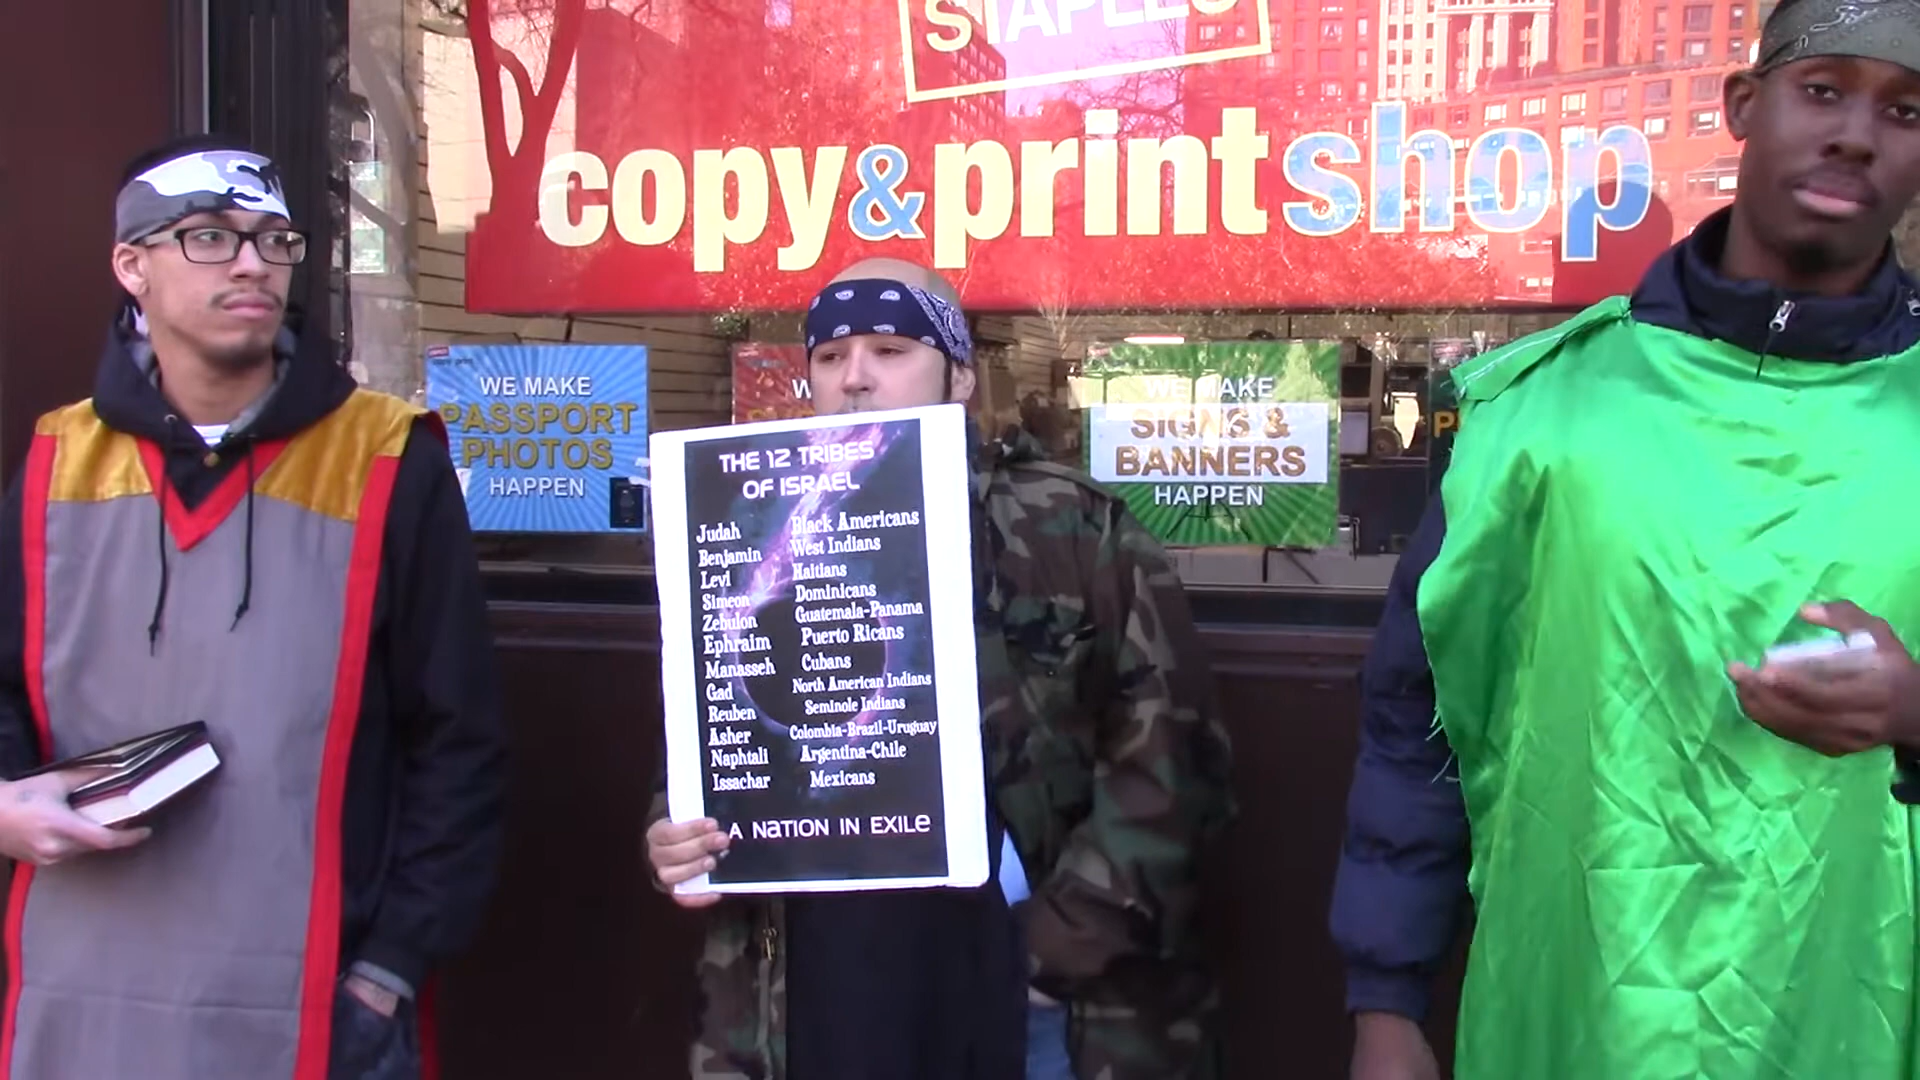 STAPLES
copy&printshop
WE MAKE
PASSPORT
PHOTOS
HAPPEN
WE MAKE
SIGNS &
BANNERS
HAPPEN
THE 12 TRIBES
OF ISRAEL
Judah Black Americans
Benjamin West Indians
Levi Haitians
Simeon Dominicans
Zebulon Guatemala-Panama
Ephraim Puerto Ricans
Manasseh Cubans
Gad North American Indians
Reuben Seminole Indians
Asher Colombia-Brazil-Uruguay
Naphtali Argentina-Chile
Issachar Mexicans
A NATION IN EXILE